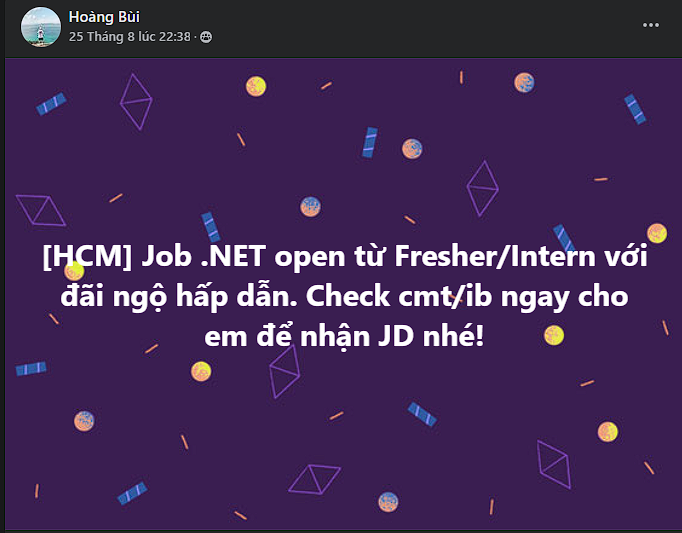 Hoàng Bùi
25 Tháng 8 lúc 22:38 ·
[HCM] Job .NET open từ Fresher/Intern với
đãi ngộ hấp dẫn. Check cmt/ib ngay cho
em để nhận JD nhé!